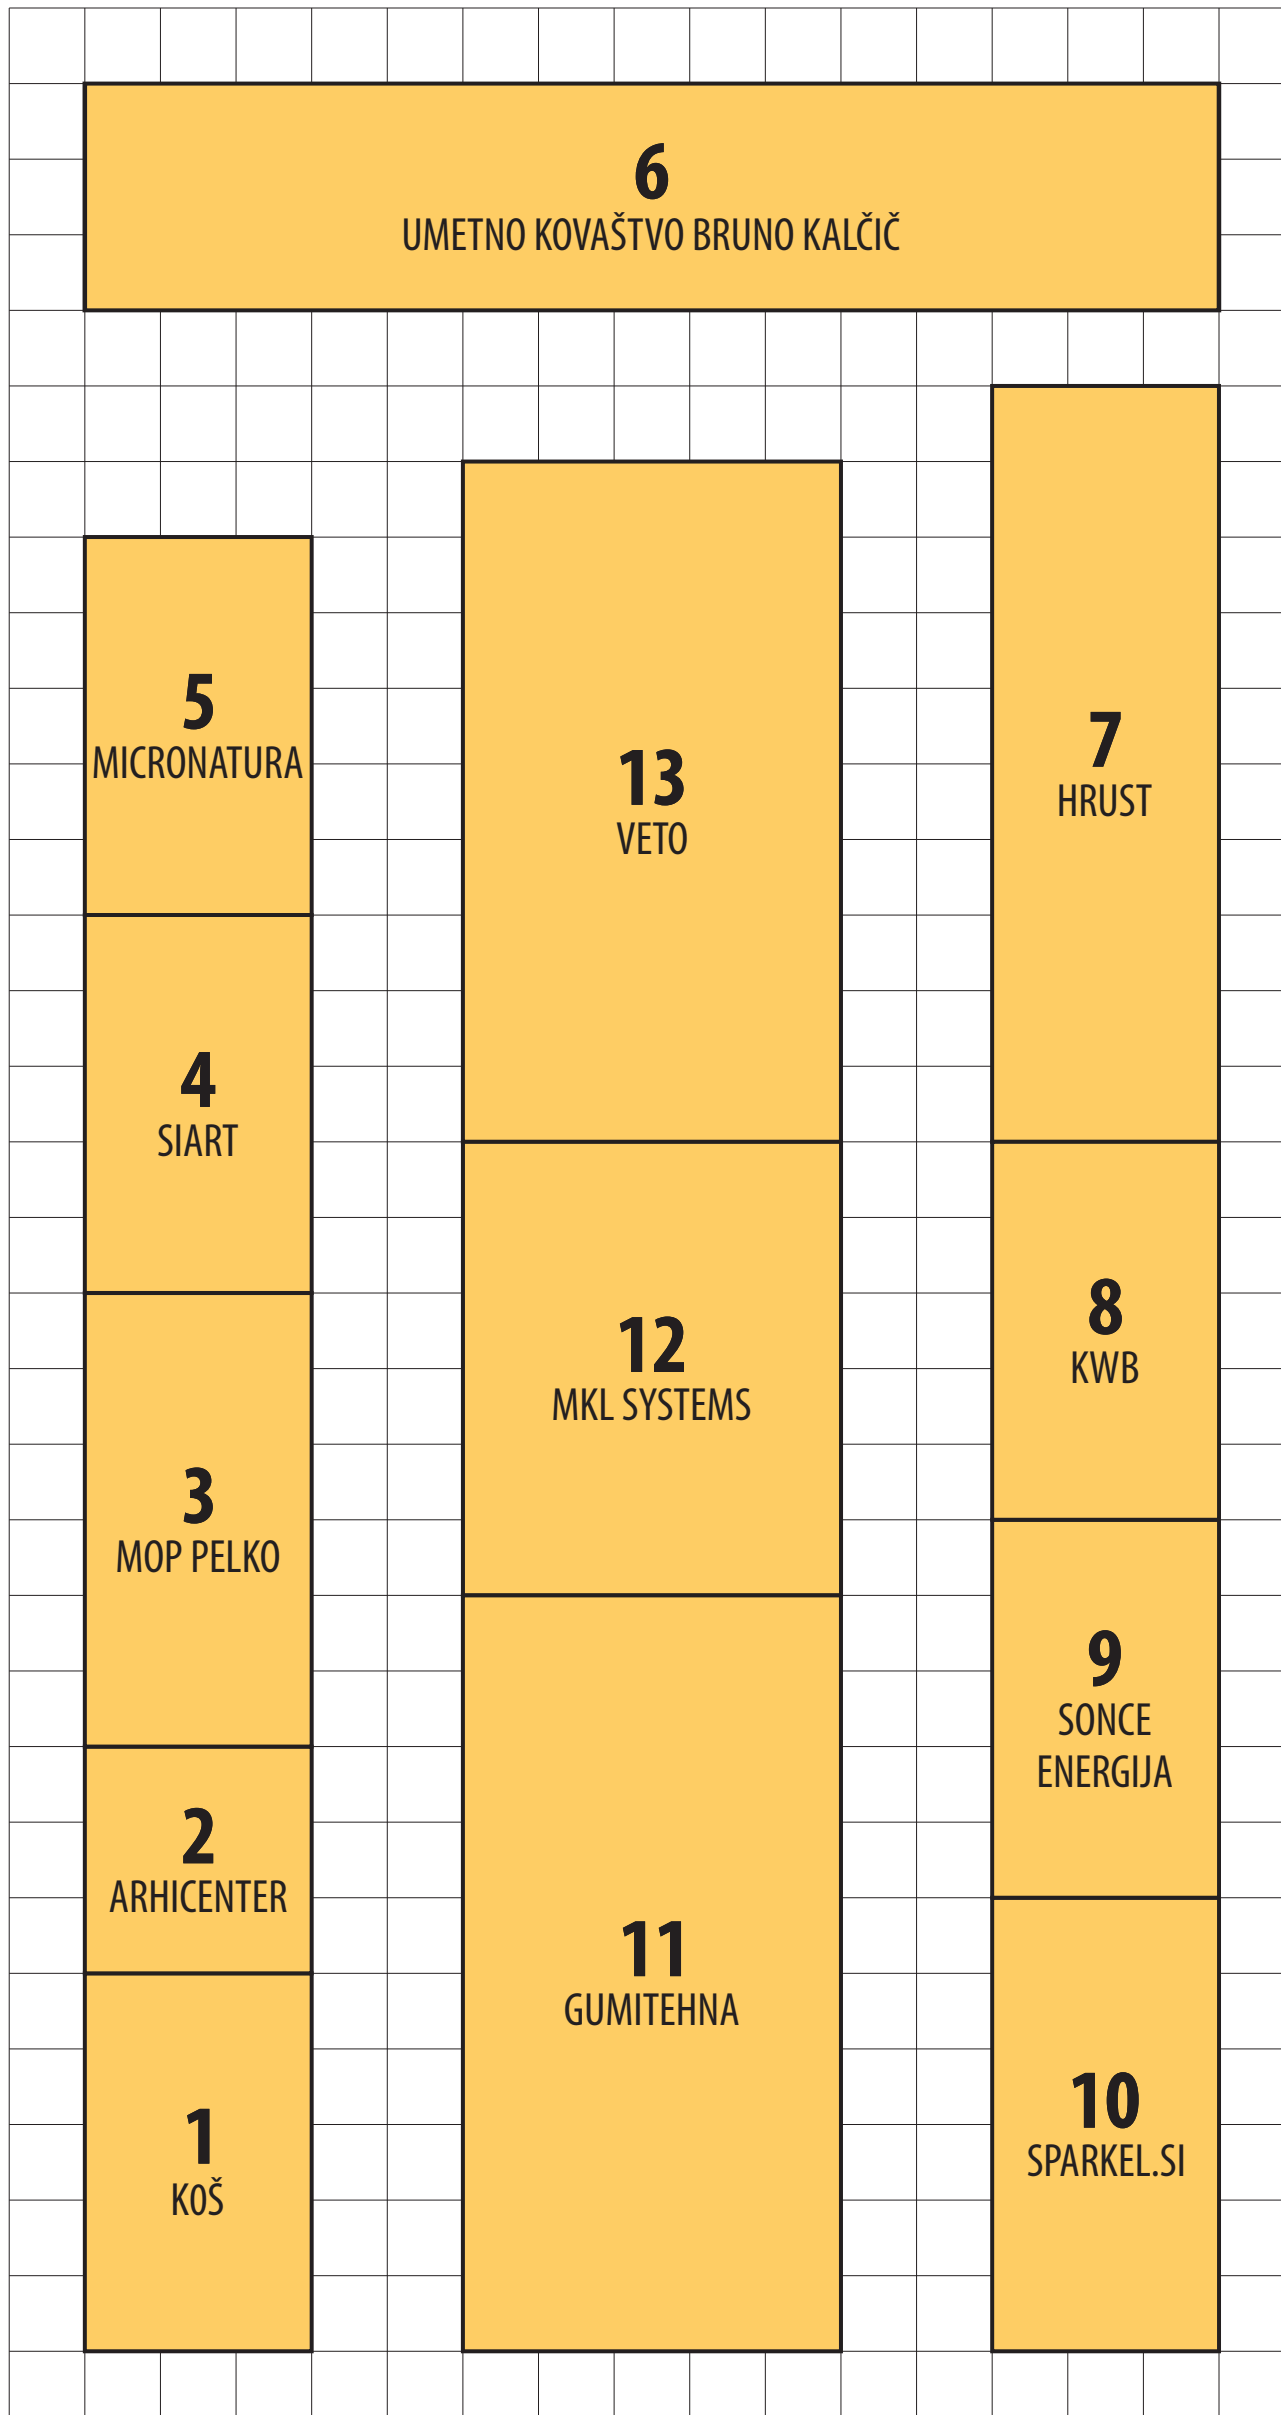 6
UMETNO KOVAŠTVO BRUNO KALČIČ
5
MICRONATURA
13
VETO
7
HRUST
4
SIART
12
MKL SYSTEMS
8
KWB
3
MOP PELKO
9
SONCE
ENERGIJA
2
ARHICENTER
11
GUMITEHNA
10
SPARKEL.SI
1
KOŠ